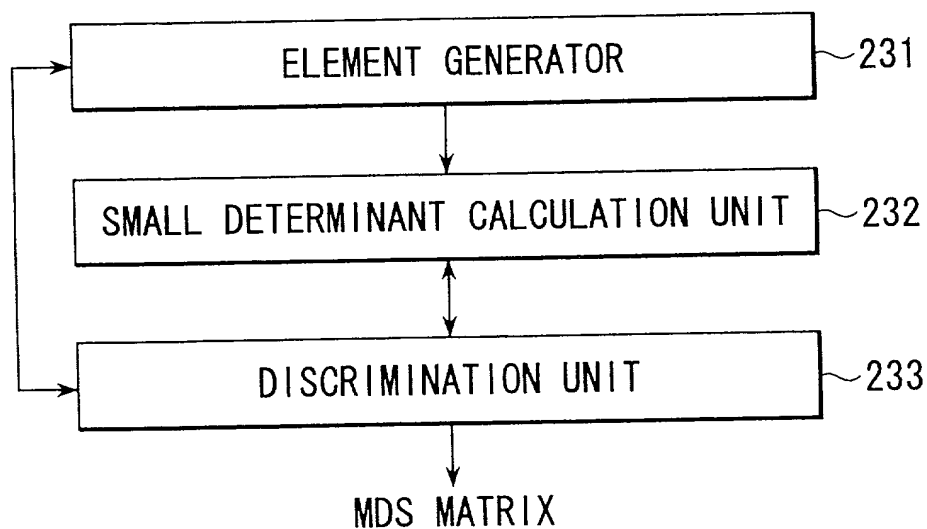 ELEMENT GENERATOR 231
SMALL DETERMINANT CALCULATION UNIT 232
DISCRIMINATION UNIT 233
MDS MATRIX